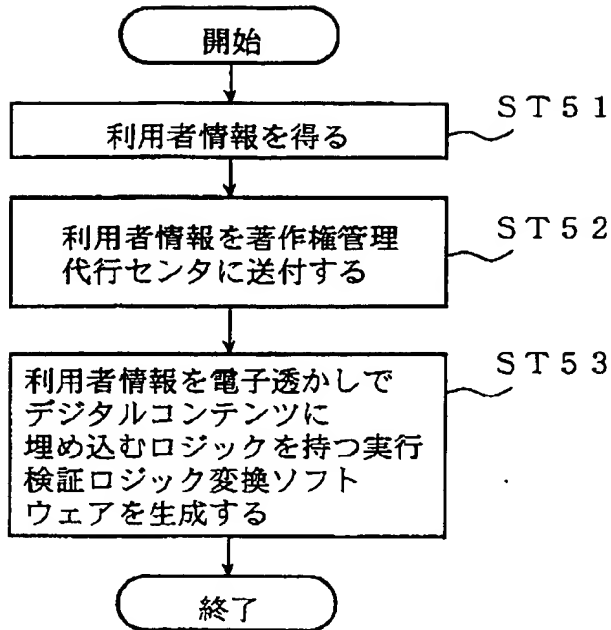 開始
利用者情報を得る
ST51
利用者情報を著作権管理
代行センタに送付する
ST52
利用者情報を電子透かしで
デジタルコンテンツに
埋め込むロジックを持つ実行
検証ロジック変換ソフト
ウェアを生成する
ST53
終了